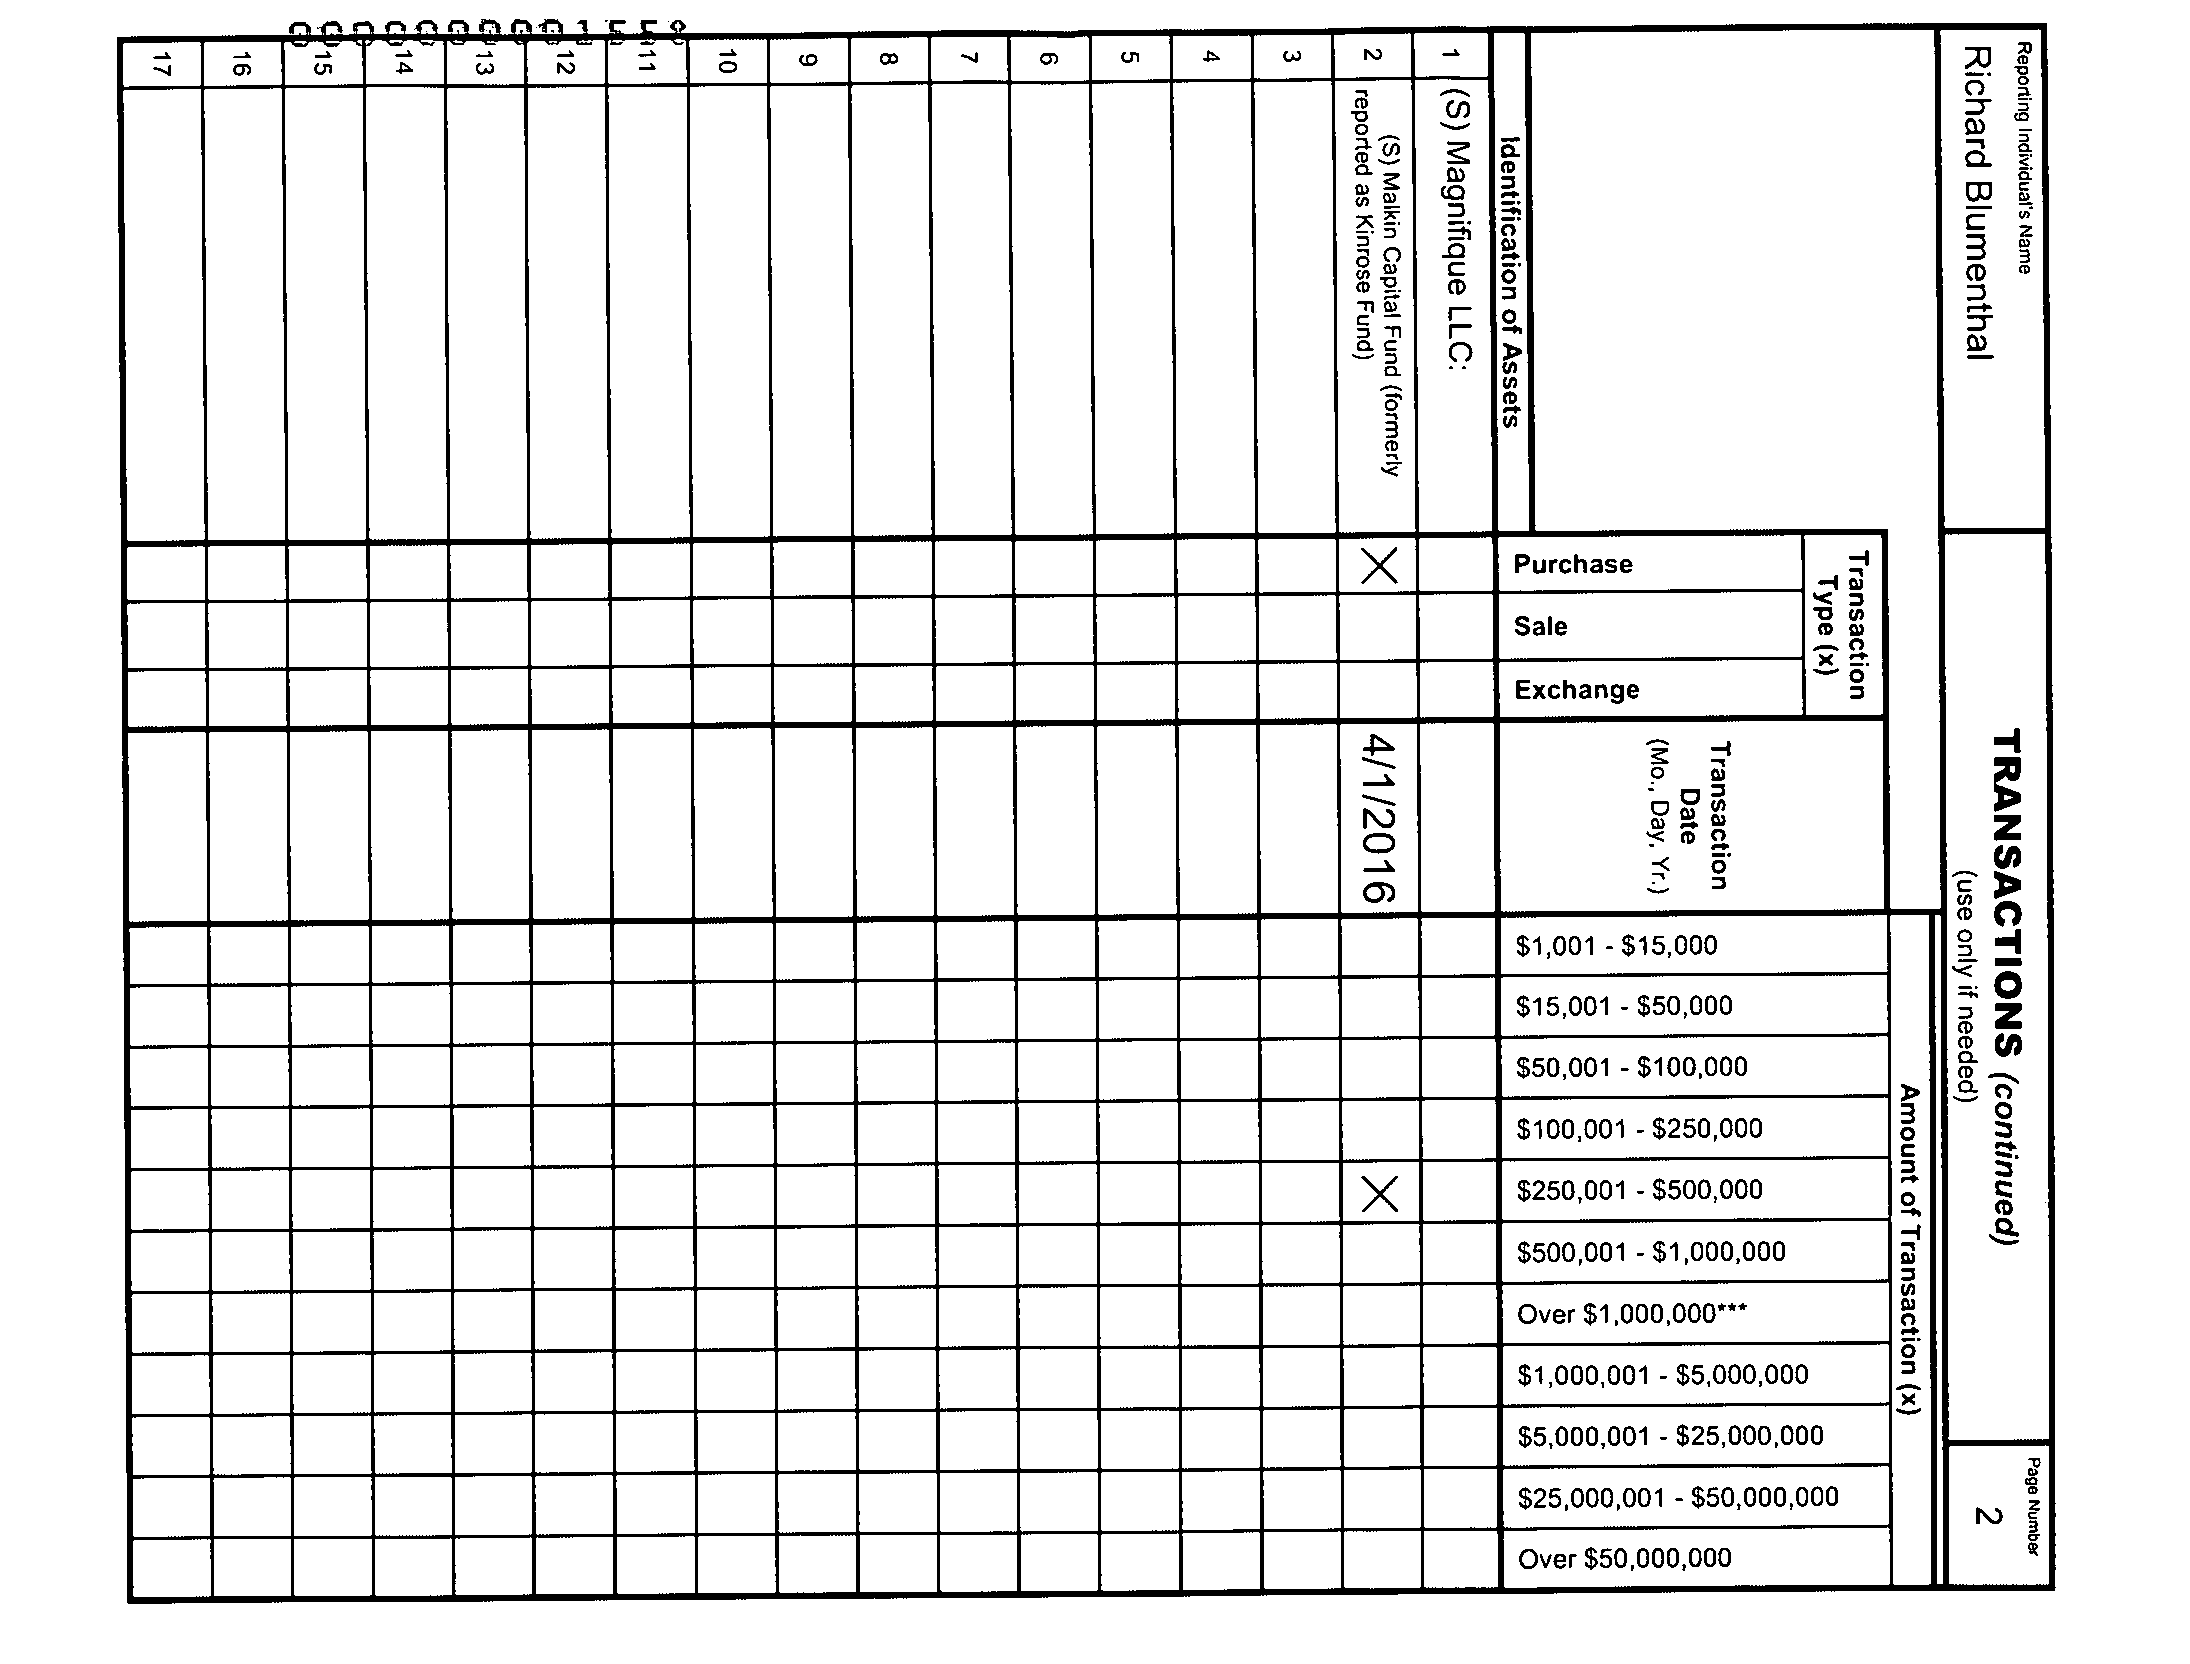 Reporting Individual's Name
Richard Blumenthal
TRANSACTIONS (continued)
(use only if needed)
Page Number
2
Identification of Assets
Transaction
Type (x)
Purchase
Sale
Exchange
Transaction
Date
(Mo., Day, Yr.)
Amount of Transaction (x)
$1,001 - $15,000
$15,001 - $50,000
$50,001 - $100,000
$100,001 - $250,000
$250,001 - $500,000
$500,001 - $1,000,000
Over $1,000,000***
$1,000,001 - $5,000,000
$5,000,001 - $25,000,000
$25,000,001 - $50,000,000
Over $50,000,000
1 (S) Magnifique LLC:
2 (S) Malkin Capital Fund (formerly
reported as Kinrose Fund) X 4/1/2016 X
3
4
5
6
7
8
9
10
11
12
13
14
15
16
17